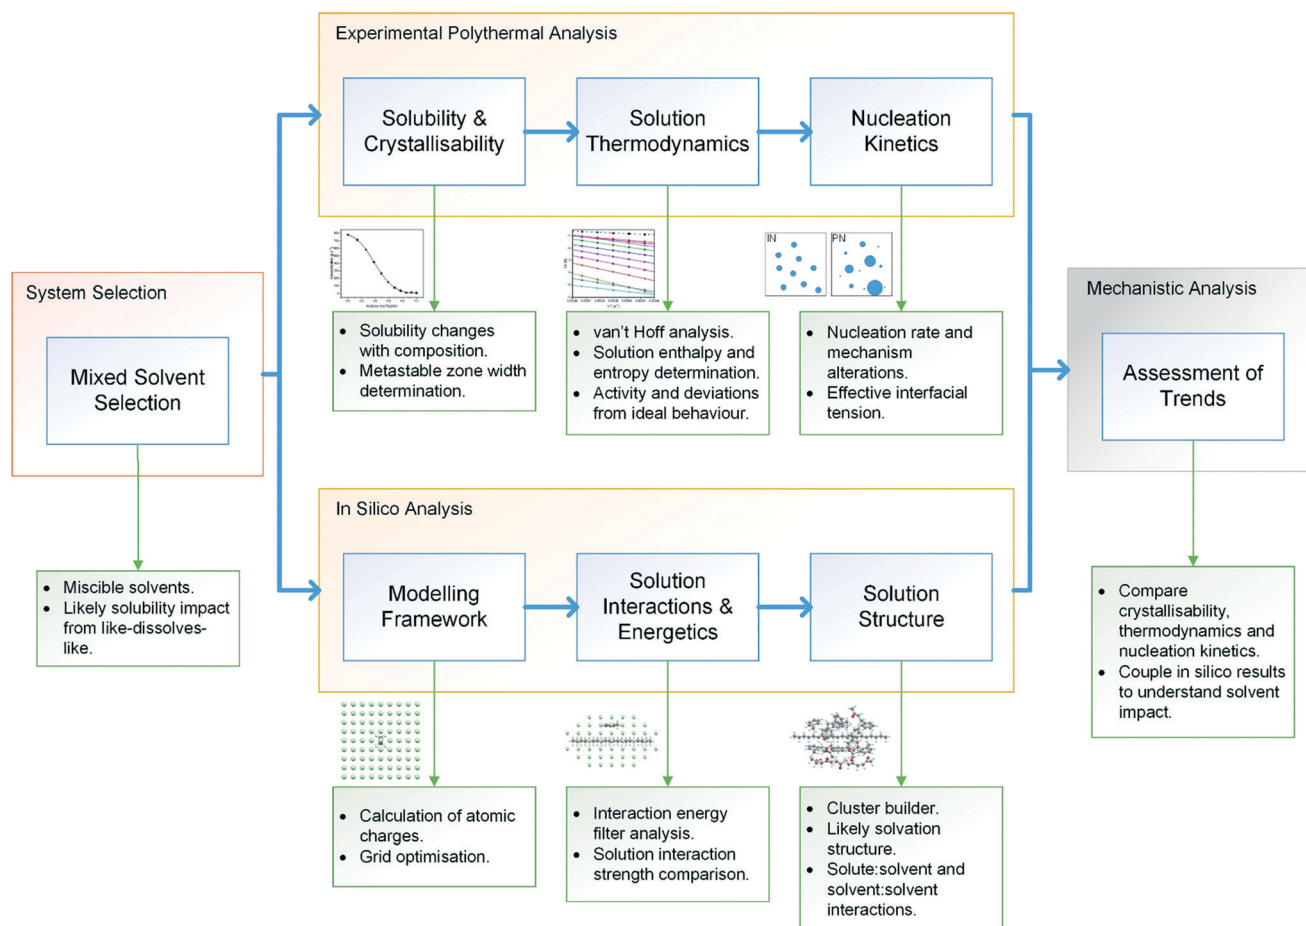 Experimental Polythermal Analysis
Solubility &
Crystallisability
Solution
Thermodynamics
Nucleation
Kinetics
IN
PN
System Selection
Mixed Solvent
Selection
• Solubility changes
with composition.
• Metastable zone width
determination.
• van't Hoff analysis.
• Solution enthalpy and
entropy determination.
• Activity and deviations
from ideal behaviour.
• Nucleation rate and
mechanism
alterations.
• Effective interfacial
tension.
Mechanistic Analysis
Assessment of
Trends
In Silico Analysis
Modelling
Framework
Solution
Interactions &
Energetics
Solution
Structure
• Miscible solvents.
• Likely solubility impact
from like-dissolves-
like.
• Compare
crystallisability,
thermodynamics and
nucleation kinetics.
• Couple in silico results
to understand solvent
impact.
• Calculation of atomic
charges.
• Grid optimisation.
• Interaction energy
filter analysis.
• Solution interaction
strength comparison.
• Cluster builder.
• Likely solvation
structure.
• Solute:solvent and
solvent:solvent
interactions.